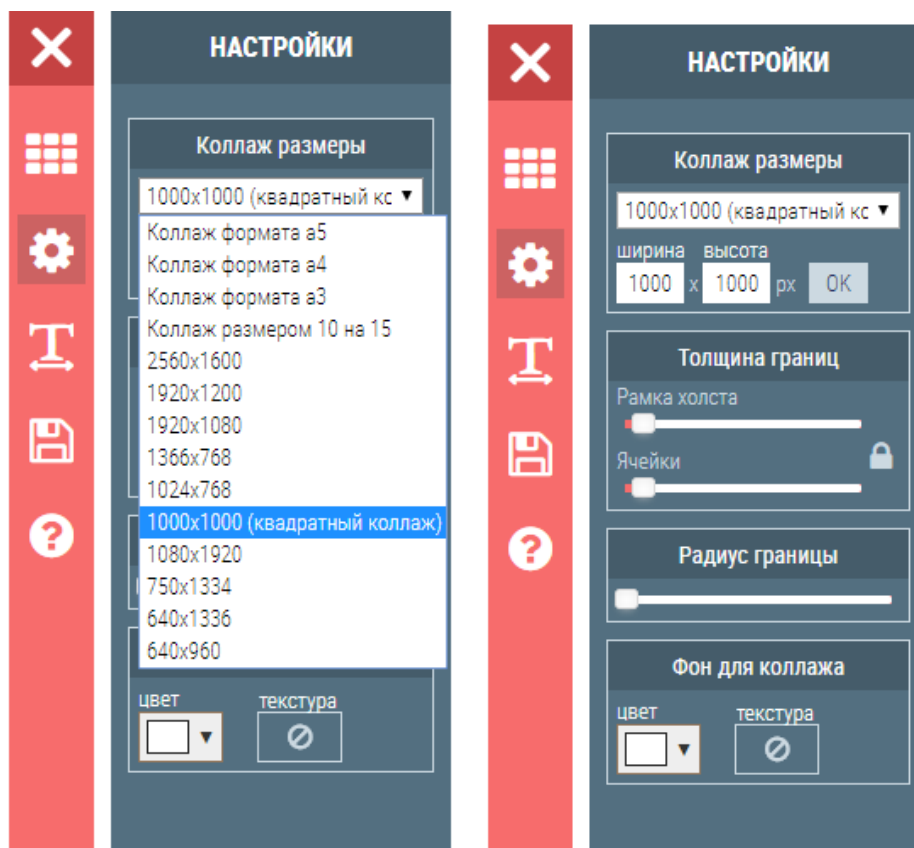 НАСТРОЙКИ
Коллаж размеры
1000x1000 (квадратный кс
Коллаж формата а5
Коллаж формата а4
Коллаж формата а3
Коллаж размером 10 на 15
2560x1600
1920x1200
1920x1080
1366x768
1024x768
1000x1000 (квадратный коллаж)
1080x1920
750x1334
640x1336
640x960
цвет текстура
НАСТРОЙКИ
Коллаж размеры
1000x1000 (квадратный кс
ширина высота
1000 x 1000 px OK
Толщина границ
Рамка холста
Ячейки
Радиус границы
Фон для коллажа
цвет текстура